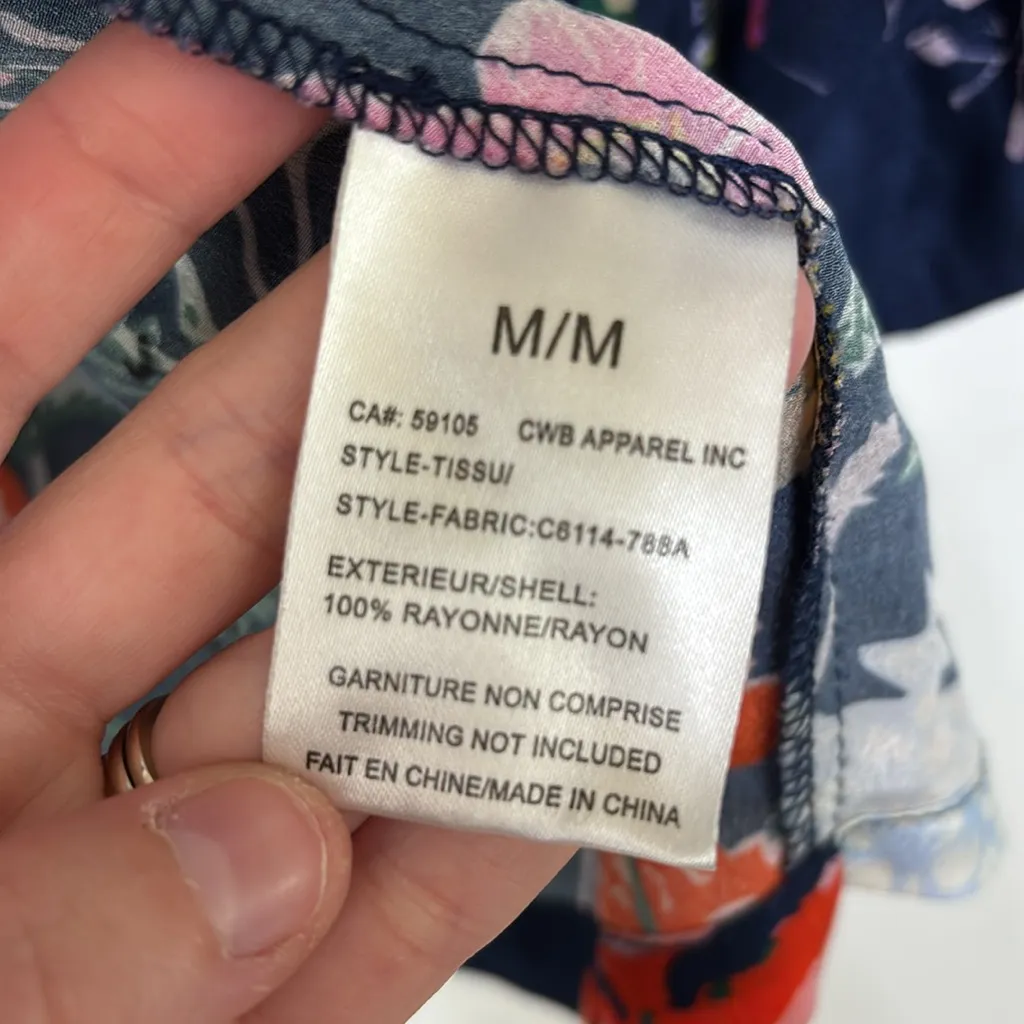 M/M
CA#: 59105 CWB APPAREL INC
STYLE-TISSU/
STYLE-FABRIC:C6114-788A
EXTERIEUR/SHELL:
100% RAYONNE/RAYON
GARNITURE NON COMPRISE
TRIMMING NOT INCLUDED
FAIT EN CHINE/MADE IN CHINA